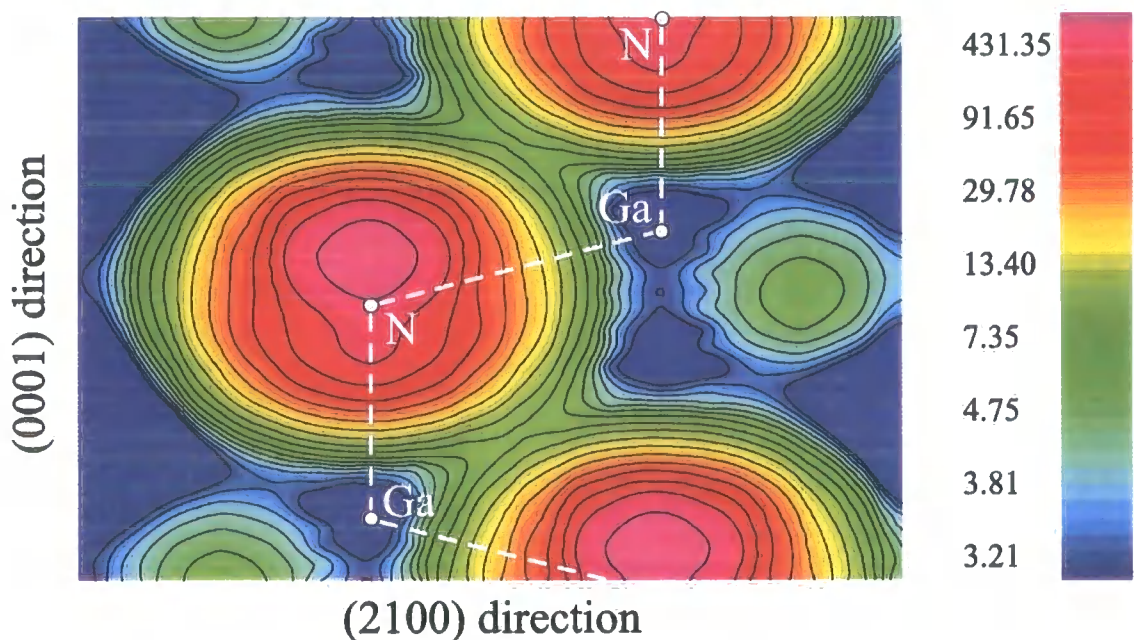 N
Ga
N
Ga
(0001) direction
(2100) direction
431.35
91.65
29.78
13.40
7.35
4.75
3.81
3.21